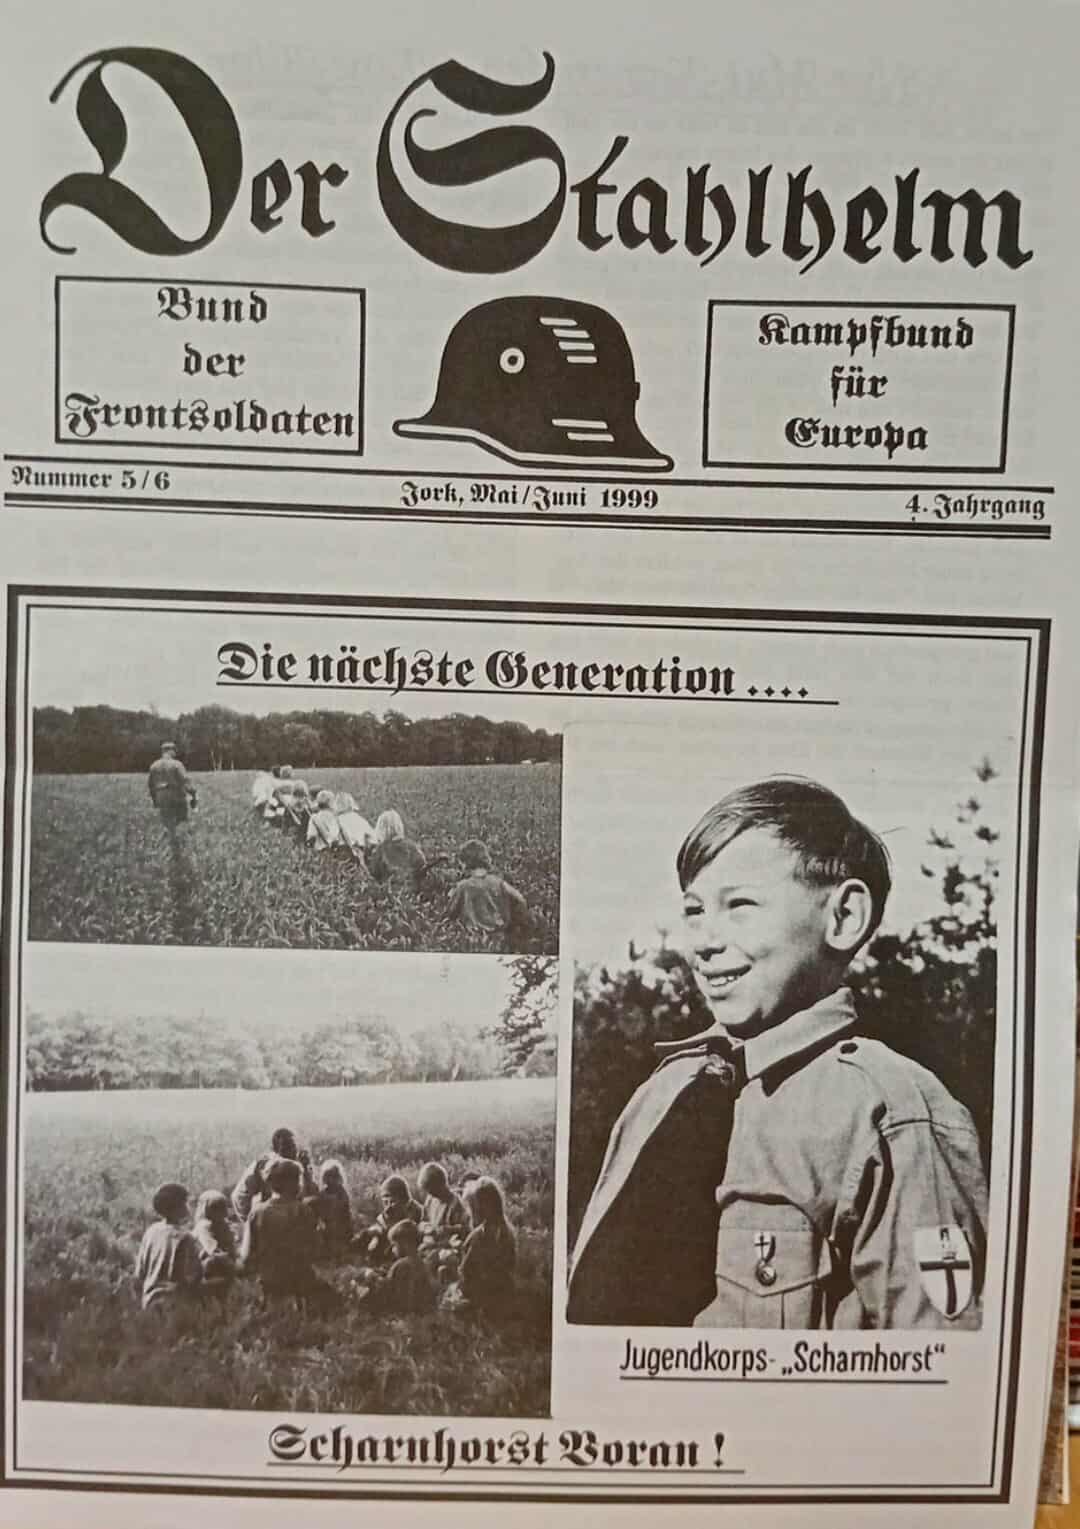 Der Stahlhelm
Bund
der
Frontsoldaten
Kampfbund
für
Europa
Nummer 5/6
Jork, Mai/Juni 1999
4. Jahrgang
Die nächste Generation ....
Jugendkorps-„Scharnhorst“
Scharnhorst Voran!